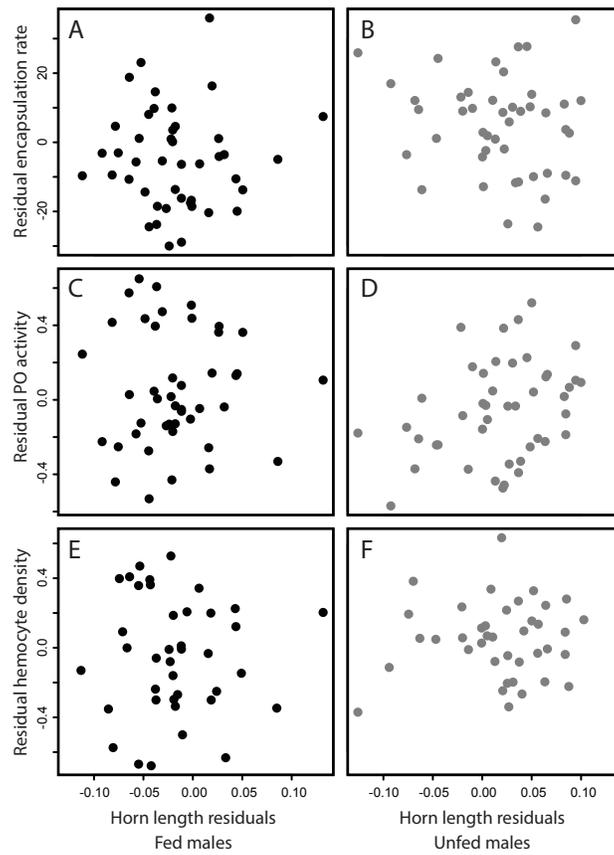 A
B
Residual encapsulation rate
20
0
-20
C
D
Residual PO activity
0.4
0.0
-0.4
E
F
Residual hemocyte density
0.4
0.0
-0.4
-0.10 -0.05 0.00 0.05 0.10
-0.10 -0.05 0.00 0.05 0.10
Horn length residuals
Fed males
Horn length residuals
Unfed males